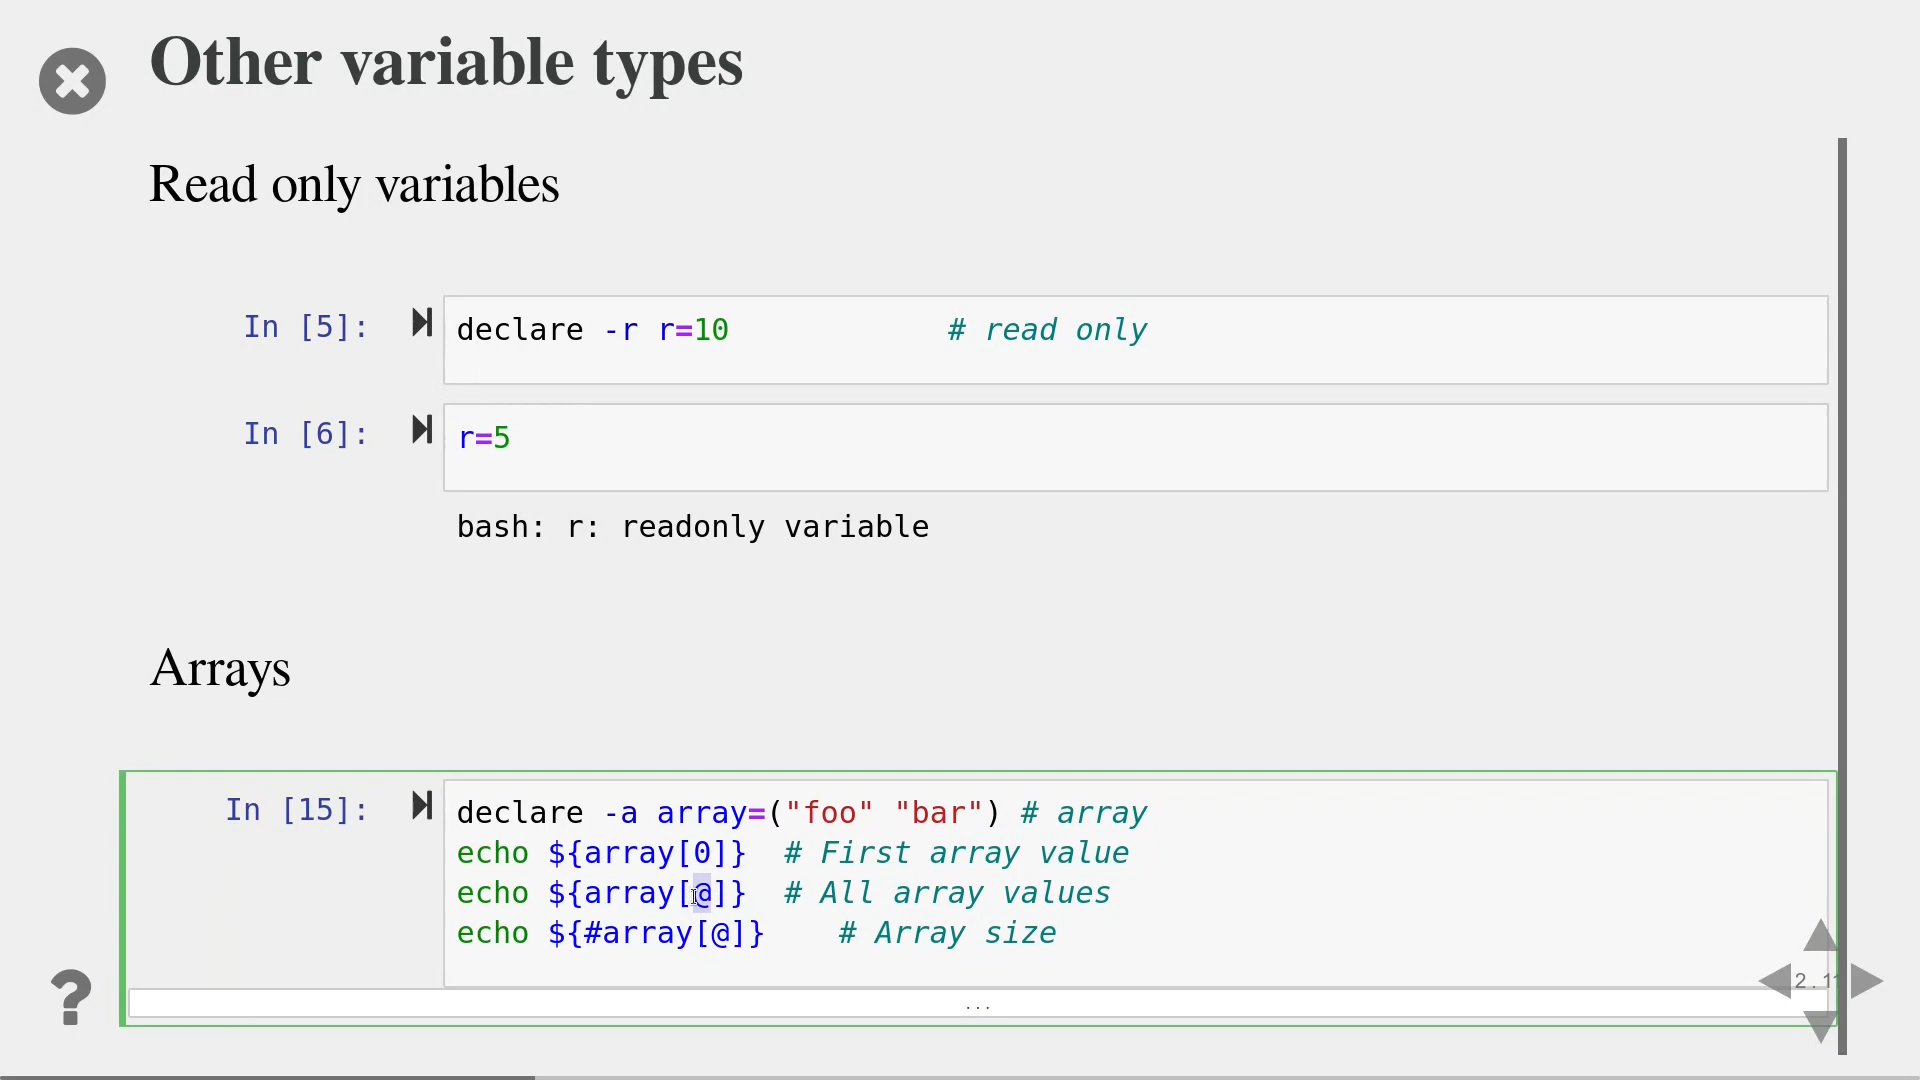 Other variable types
Read only variables
In [5]: declare -r r=10            # read only
In [6]: r=5
bash: r: readonly variable
Arrays
In [15]: declare -a array=("foo" "bar") # array
echo ${array[0]}  # First array value
echo ${array[@]}  # All array values
echo ${#array[@]}    # Array size
...
?